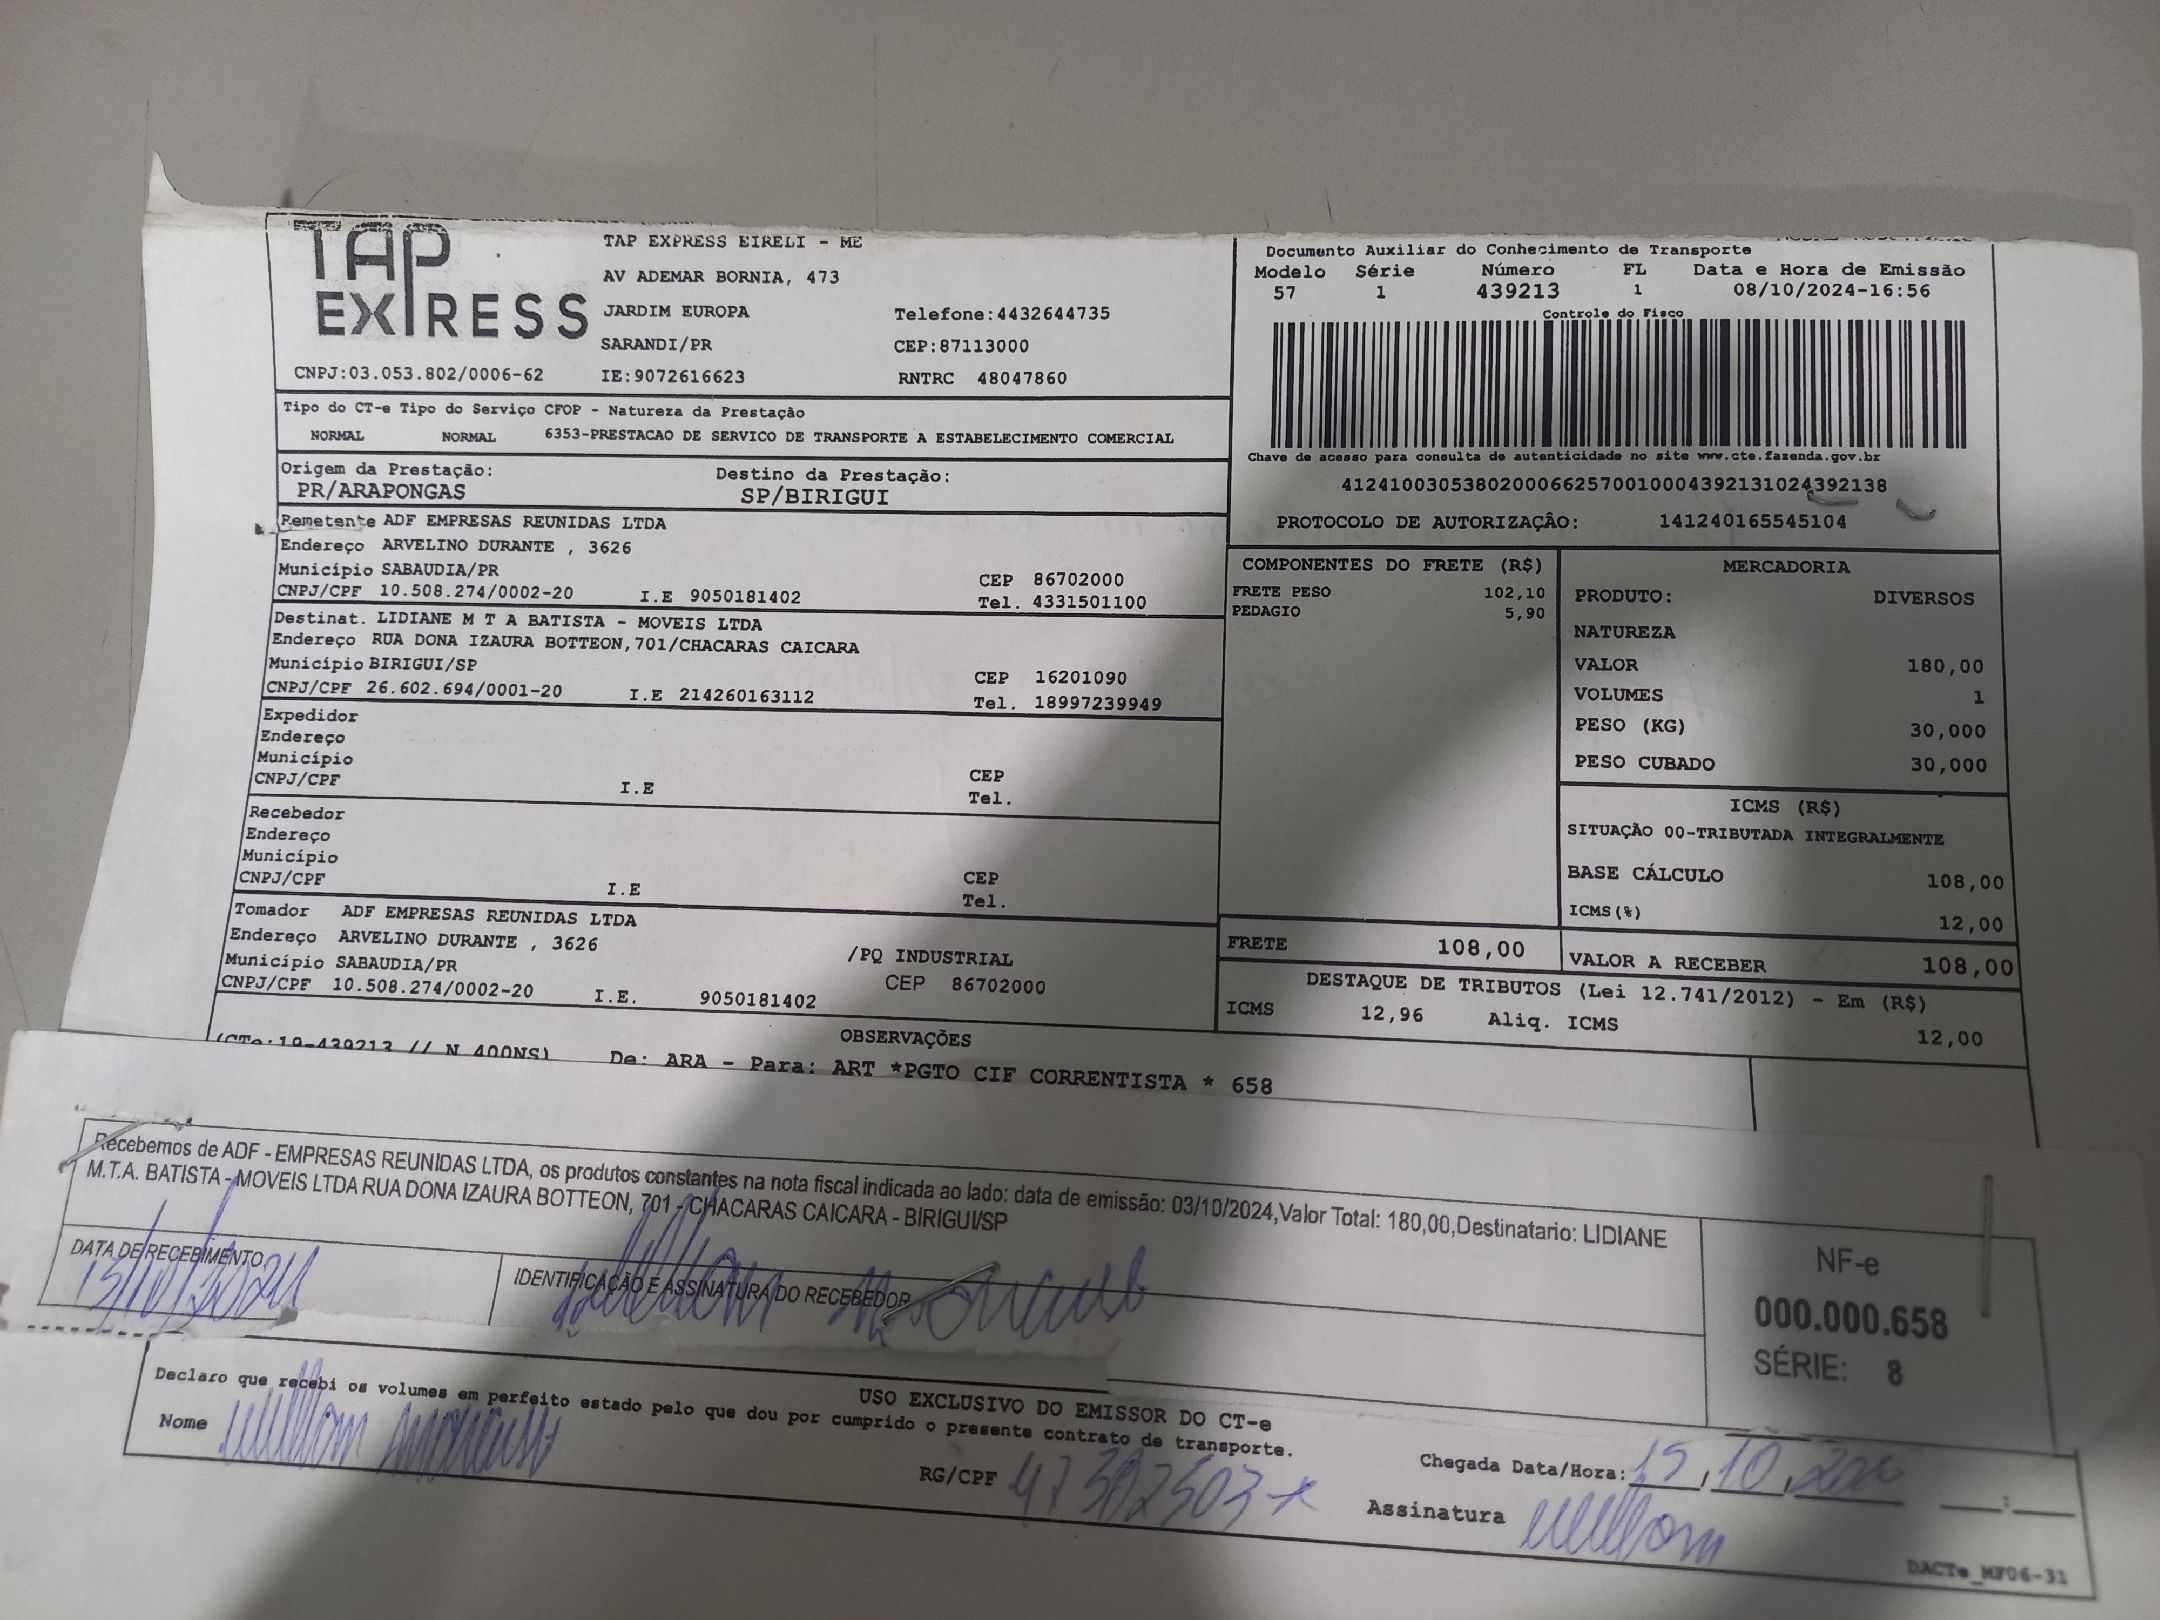 TAP EXPRESS
TAP EXPRESS EIRELI - ME
AV ADEMAR BORNIA, 473
JARDIM EUROPA Telefone:4432644735
SARANDI/PR CEP:87113000
CNPJ:03.053.802/0006-62 IE:9072616623 RNTRC 48047860
Documento Auxiliar do Conhecimento de Transporte
Modelo Série Número FL Data e Hora de Emissão
57 1 439213 1 08/10/2024-16:56
Controle do Fisco
Chave de acesso para consulta de autenticidade no site www.cte.fazenda.gov.br
41241003053802000662570010004392131024392138
PROTOCOLO DE AUTORIZAÇÂO: 141240165545104
Tipo do CT-e Tipo do Serviço CFOP - Natureza da Prestação
NORMAL NORMAL 6353-PRESTACAO DE SERVICO DE TRANSPORTE A ESTABELECIMENTO COMERCIAL
Origem da Prestação: Destino da Prestação:
PR/ARAPONGAS SP/BIRIGUI
Remetente ADF EMPRESAS REUNIDAS LTDA
Endereço ARVELINO DURANTE , 3626
Município SABAUDIA/PR CEP 86702000
CNPJ/CPF 10.508.274/0002-20 I.E 9050181402 Tel. 4331501100
Destinat. LIDIANE M T A BATISTA - MOVEIS LTDA
Endereço RUA DONA IZAURA BOTTEON,701/CHACARAS CAICARA
Município BIRIGUI/SP CEP 16201090
CNPJ/CPF 26.602.694/0001-20 I.E 214260163112 Tel. 18997239949
Expedidor
Endereço
Município CEP
CNPJ/CPF I.E Tel.
Recebedor
Endereço
Município CEP
CNPJ/CPF I.E Tel.
Tomador ADF EMPRESAS REUNIDAS LTDA
Endereço ARVELINO DURANTE , 3626 /PQ INDUSTRIAL
Município SABAUDIA/PR CEP 86702000
CNPJ/CPF 10.508.274/0002-20 I.E. 9050181402
COMPONENTES DO FRETE (R$)
FRETE PESO 102,10
PEDAGIO 5,90
MERCADORIA
PRODUTO: DIVERSOS
NATUREZA
VALOR 180,00
VOLUMES 1
PESO (KG) 30,000
PESO CUBADO 30,000
ICMS (R$)
SITUAÇÃO 00-TRIBUTADA INTEGRALMENTE
BASE CÁLCULO 108,00
ICMS(%) 12,00
FRETE 108,00 VALOR A RECEBER 108,00
DESTAQUE DE TRIBUTOS (Lei 12.741/2012) - Em (R$)
ICMS 12,96 Aliq. ICMS 12,00
OBSERVAÇÕES
(CTe:19-439213 // N 400NS) De: ARA - Para: ART *PGTO CIF CORRENTISTA * 658
Recebemos de ADF - EMPRESAS REUNIDAS LTDA, os produtos constantes na nota fiscal indicada ao lado: data de emissão: 03/10/2024,Valor Total: 180,00,Destinatario: LIDIANE
M.T.A. BATISTA - MOVEIS LTDA RUA DONA IZAURA BOTTEON, 701 - CHACARAS CAICARA - BIRIGUI/SP
DATA DE RECEBIMENTO IDENTIFICAÇÃO E ASSINATURA DO RECEBEDOR
15/10/2024
NF-e
000.000.658
SÉRIE: 8
USO EXCLUSIVO DO EMISSOR DO CT-e
Declaro que recebi os volumes em perfeito estado pelo que dou por cumprido o presente contrato de transporte.
Nome RG/CPF Chegada Data/Hora: 15, 10,
Assinatura
DACTe_MF06-31